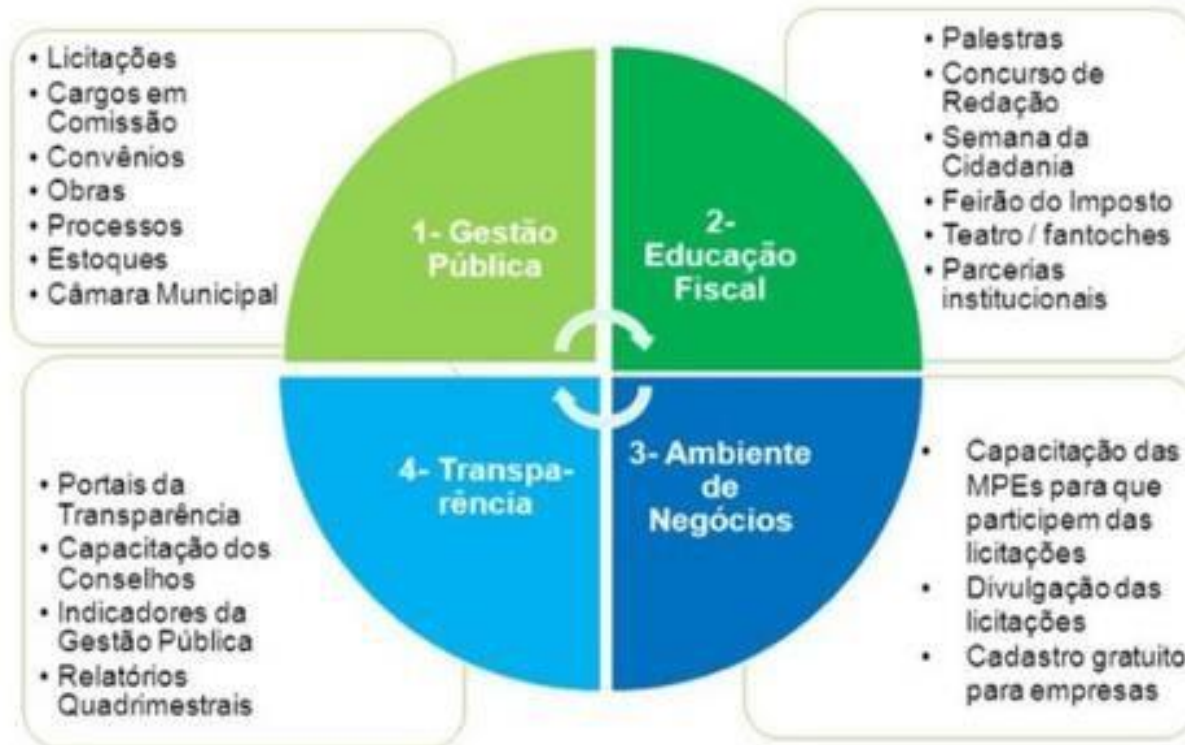 • Licitações
• Cargos em
Comissão
• Convênios
• Obras
• Processos
• Estoques
• Câmara Municipal
1- Gestão
Pública
2-
Educação
Fiscal
• Palestras
• Concurso de
Redação
• Semana da
Cidadania
• Feirão do Imposto
• Teatro / fantoches
• Parcerias
institucionais
• Portais da
Transparência
• Capacitação dos
Conselhos
• Indicadores da
Gestão Pública
• Relatórios
Quadrimestrais
4- Transpa-
rência
3- Ambiente
de
Negócios
• Capacitação das
MPEs para que
participem das
licitações
• Divulgação das
licitações
• Cadastro gratuito
para empresas